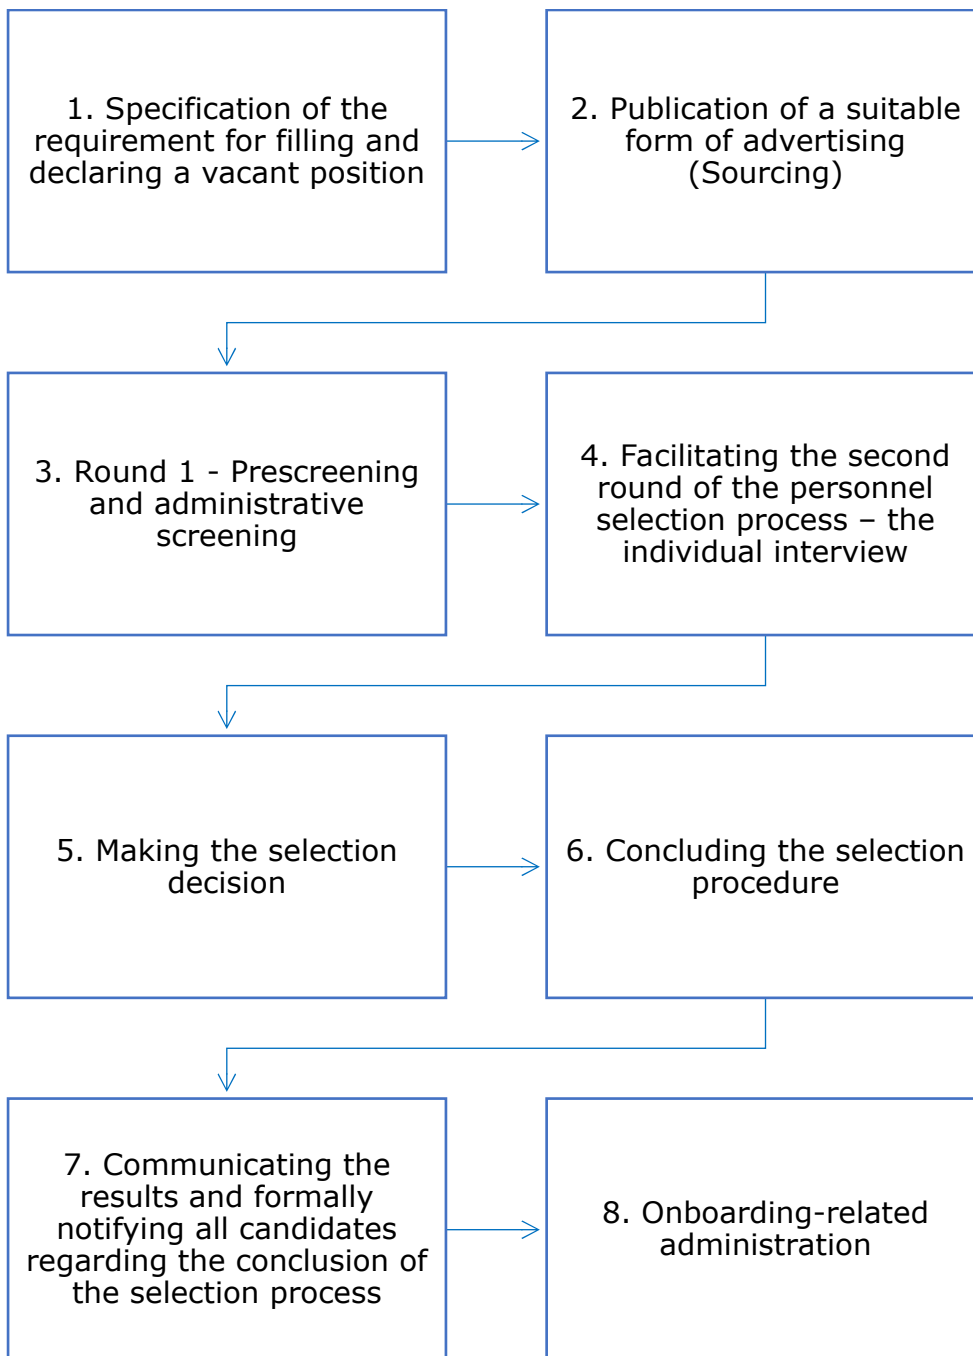 1. Specification of the
requirement for filling and
declaring a vacant position
2. Publication of a suitable
form of advertising
(Sourcing)
3. Round 1 - Prescreening
and administrative
screening
4. Facilitating the second
round of the personnel
selection process – the
individual interview
5. Making the selection
decision
6. Concluding the selection
procedure
7. Communicating the
results and formally
notifying all candidates
regarding the conclusion of
the selection process
8. Onboarding-related
administration